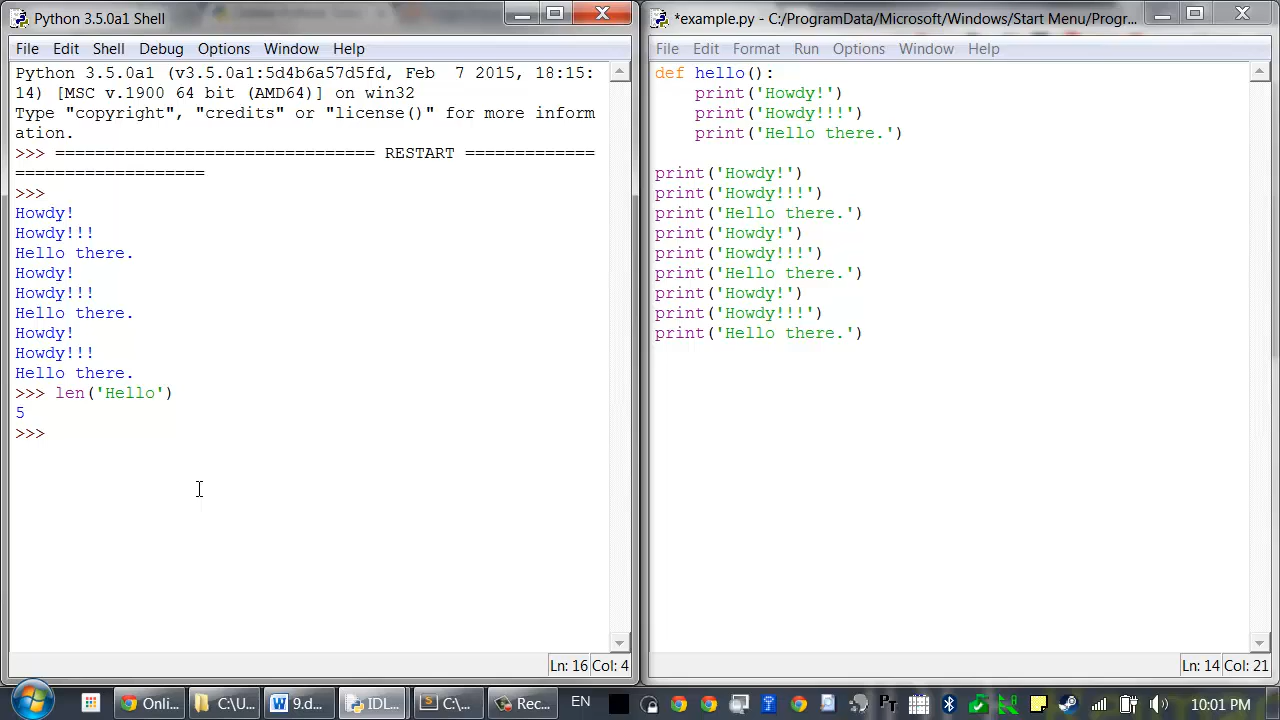 Python 3.5.0a1 Shell
File Edit Shell Debug Options Window Help
Python 3.5.0a1 (v3.5.0a1:5d4b6a57d5fd, Feb  7 2015, 18:15:
14) [MSC v.1900 64 bit (AMD64)] on win32
Type "copyright", "credits" or "license()" for more inform
ation.
>>> ================================ RESTART =============
===================
>>>
Howdy!
Howdy!!!
Hello there.
Howdy!
Howdy!!!
Hello there.
Howdy!
Howdy!!!
Hello there.
>>> len('Hello')
5
>>>
Ln: 16 Col: 4
*example.py - C:/ProgramData/Microsoft/Windows/Start Menu/Progr...
File Edit Format Run Options Window Help
def hello():
    print('Howdy!')
    print('Howdy!!!')
    print('Hello there.')
print('Howdy!')
print('Howdy!!!')
print('Hello there.')
print('Howdy!')
print('Howdy!!!')
print('Hello there.')
print('Howdy!')
print('Howdy!!!')
print('Hello there.')
Ln: 14 Col: 21
Onli... C:\U... 9.d... IDL... C:\... Rec... EN 10:01 PM